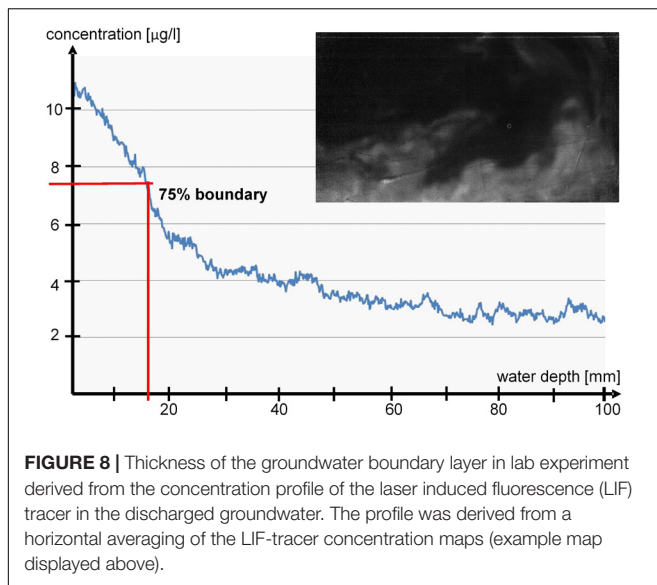 concentration [µg/l]
10
8
75% boundary
6
4
2
water depth [mm]
20
40
60
80
100
FIGURE 8 | Thickness of the groundwater boundary layer in lab experiment
derived from the concentration profile of the laser induced fluorescence (LIF)
tracer in the discharged groundwater. The profile was derived from a
horizontal averaging of the LIF-tracer concentration maps (example map
displayed above).